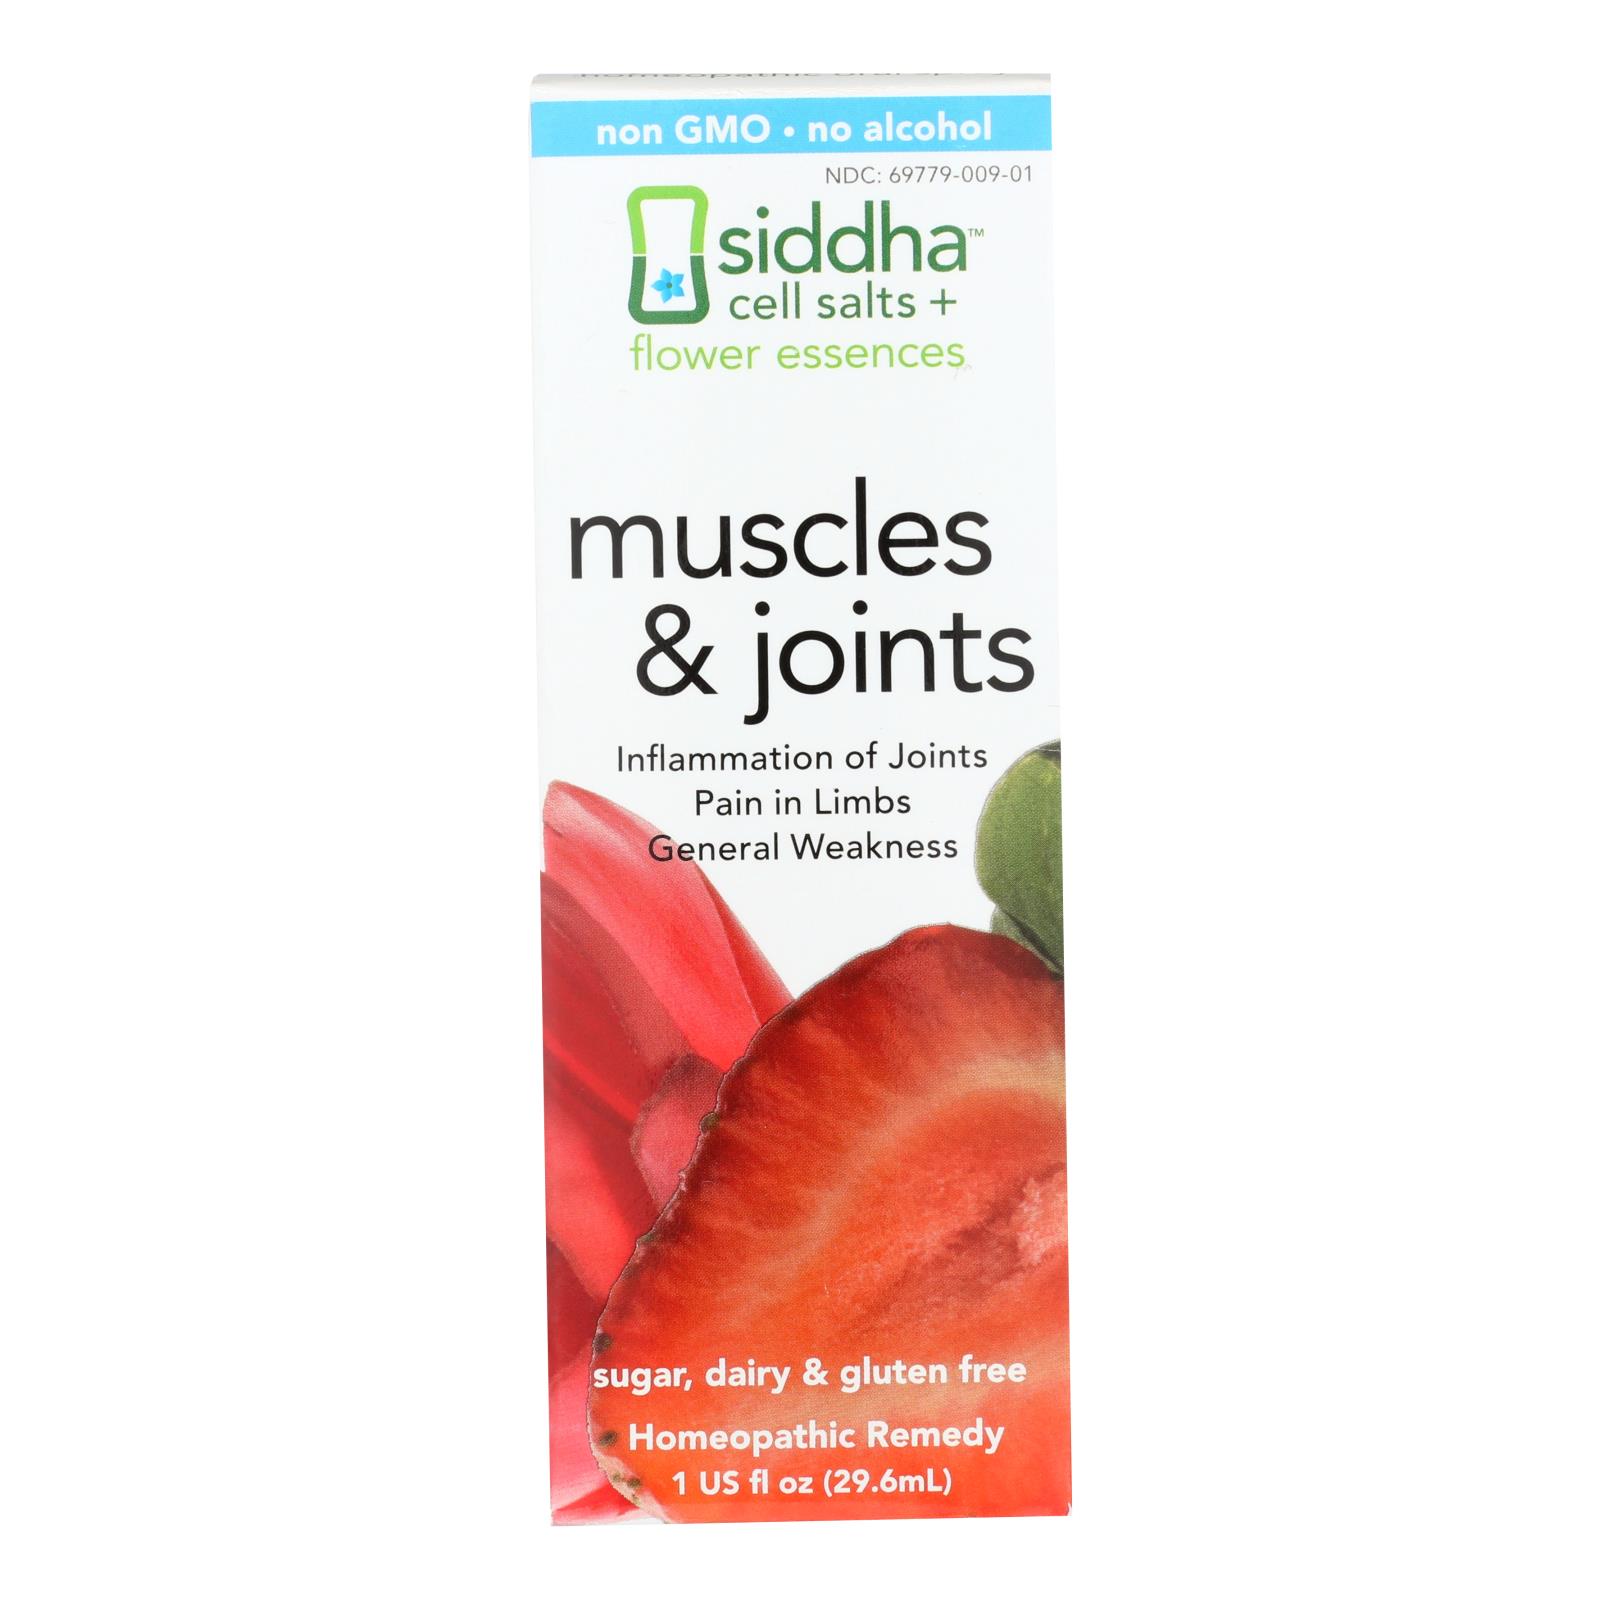 non GMO • no alcohol
NDC: 69779-009-01
siddha™
cell salts +
flower essences
muscles
& joints
Inflammation of Joints
Pain in Limbs
General Weakness
sugar, dairy & gluten free
Homeopathic Remedy
1 US fl oz (29.6mL)